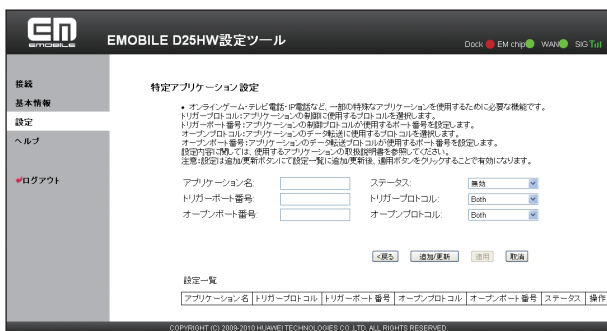 EM
EMOBILE
EMOBILE D25HW設定ツール
Dock EM chip WAN SIG
接続
基本情報
設定
ヘルプ
ログアウト
特定アプリケーション設定
• オンラインゲーム・テレビ電話・IP電話など、一部の特殊なアプリケーションを使用するために必要な機能です。
トリガープロトコル:アプリケーションの制御に使用するプロトコルを選択します。
トリガーポート番号:アプリケーションの制御プロトコルが使用するポート番号を設定します。
オープンプロトコル:アプリケーションのデータ転送に使用するプロトコルを選択します。
オープンポート番号:アプリケーションのデータ転送プロトコルが使用するポート番号を設定します。
設定内容に関しては、使用するアプリケーションの取扱説明書を参照してください。
注意:設定は追加/更新ボタンにて設定一覧に追加/更新後、適用ボタンをクリックすることで有効になります。
アプリケーション名: ステータス: 無効
トリガーポート番号: トリガープロトコル: Both
オープンポート番号: オープンプロトコル: Both
<戻る 追加/更新 適用 取消
設定一覧
アプリケーション名 トリガープロトコル トリガーポート番号 オープンプロトコル オープンポート番号 ステータス 操作
COPYRIGHT (C) 2009-2010 HUAWEI TECHNOLOGIES CO.,LTD. ALL RIGHTS RESERVED.